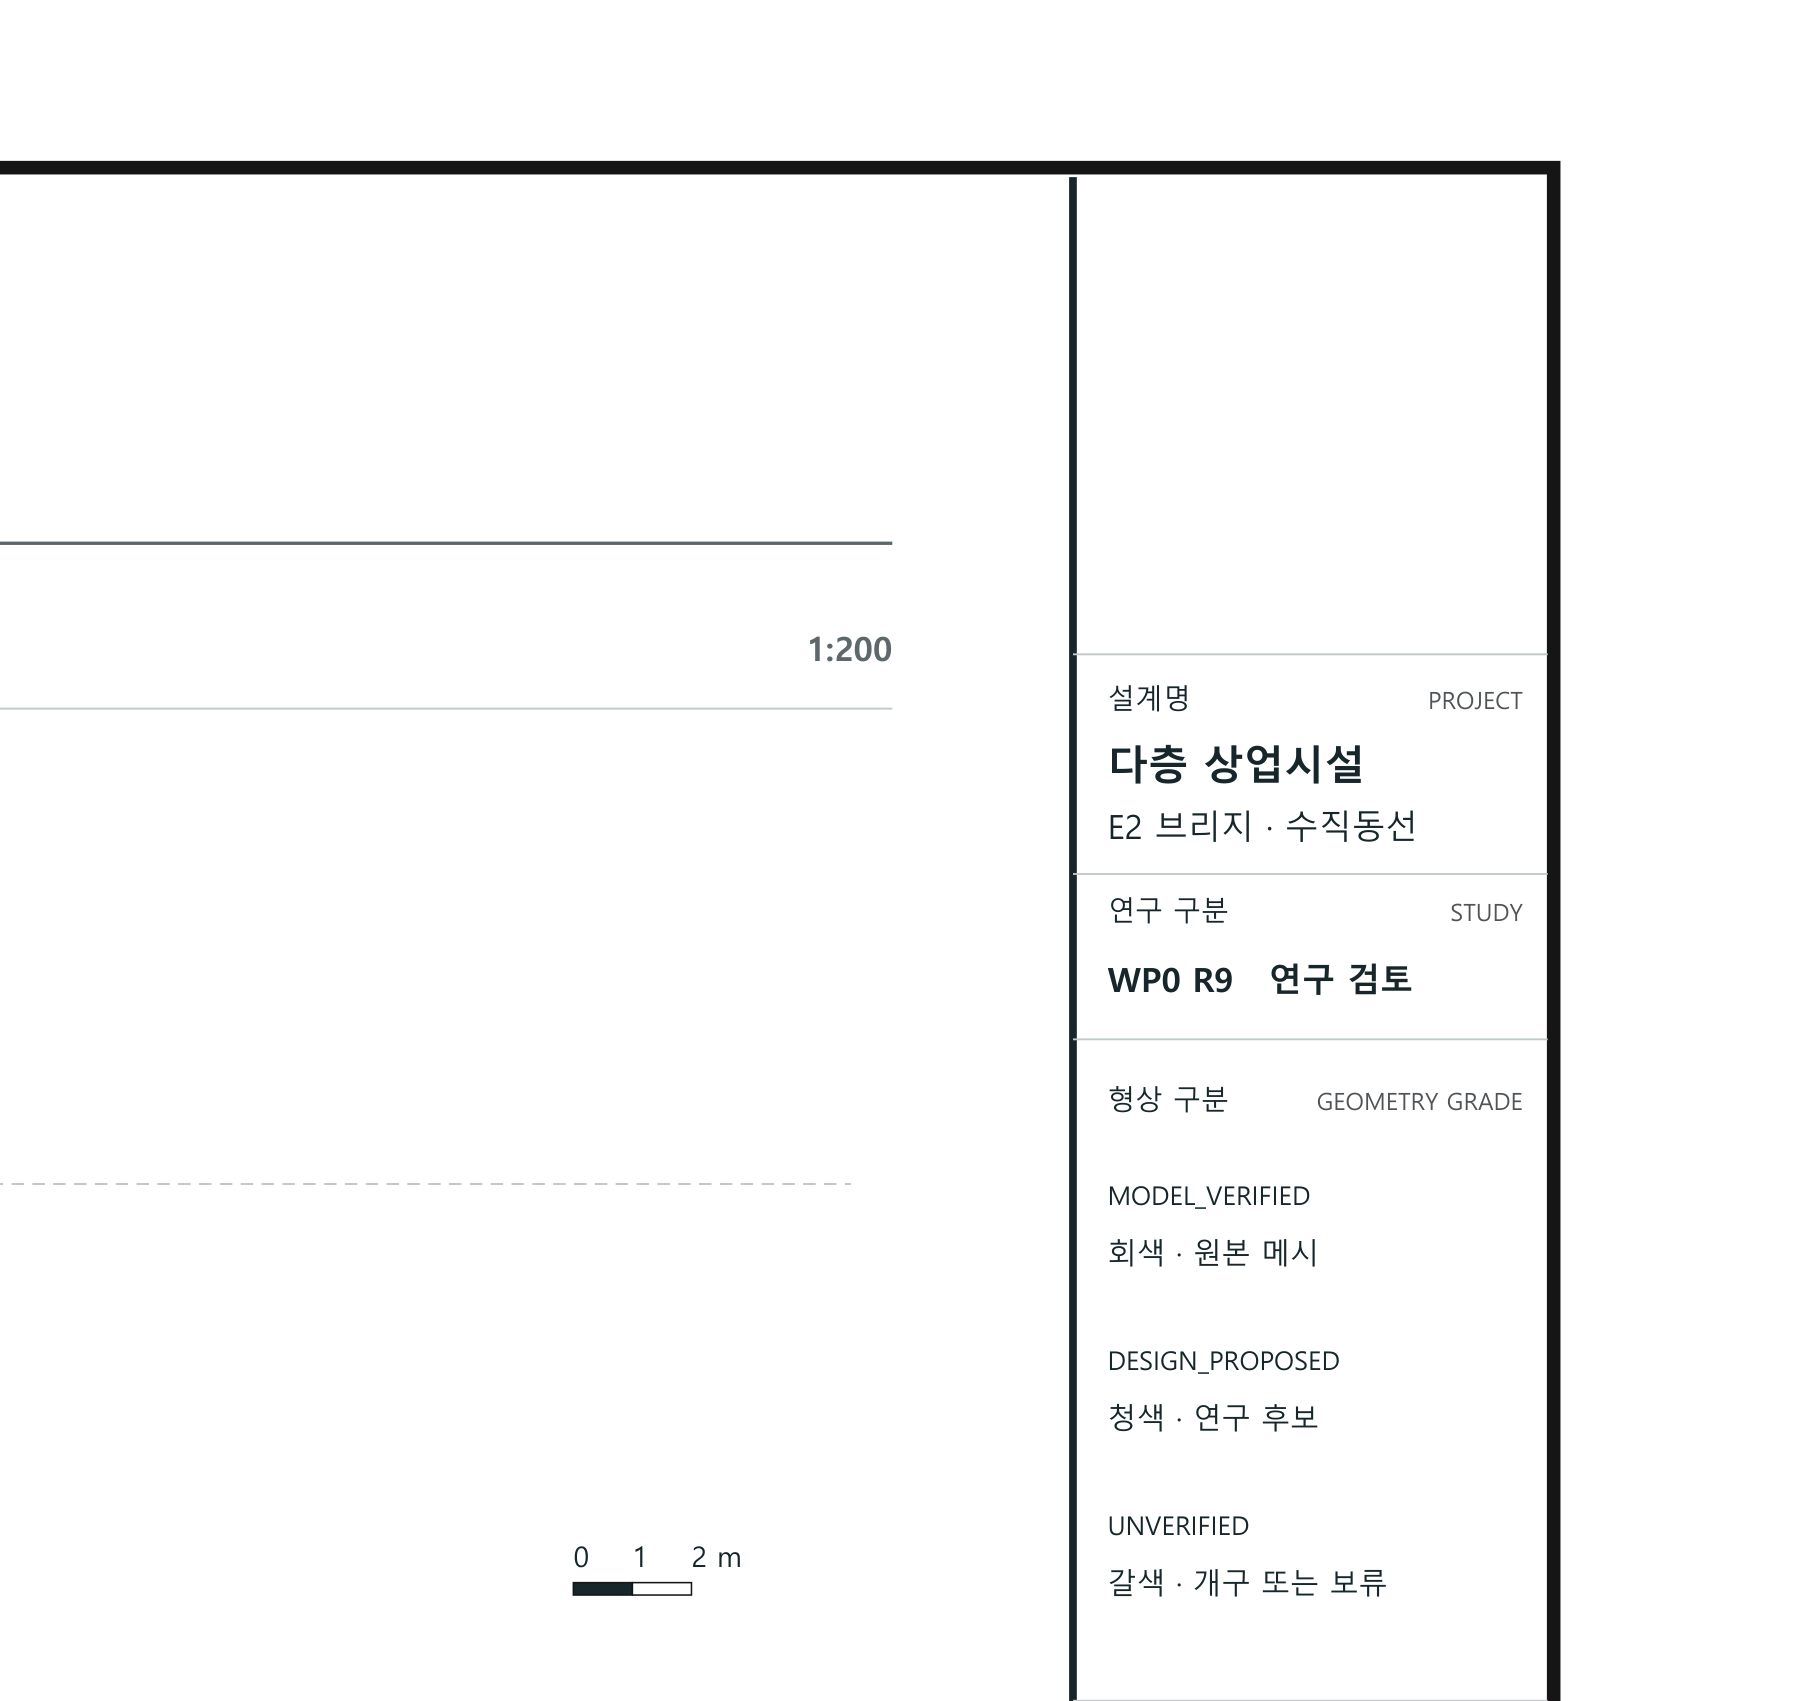 1:200
설계명 PROJECT
다층 상업시설
E2 브리지 · 수직동선
연구 구분 STUDY
WP0 R9 연구 검토
형상 구분 GEOMETRY GRADE
MODEL_VERIFIED
회색 · 원본 메시
DESIGN_PROPOSED
청색 · 연구 후보
UNVERIFIED
갈색 · 개구 또는 보류
0 1 2 m